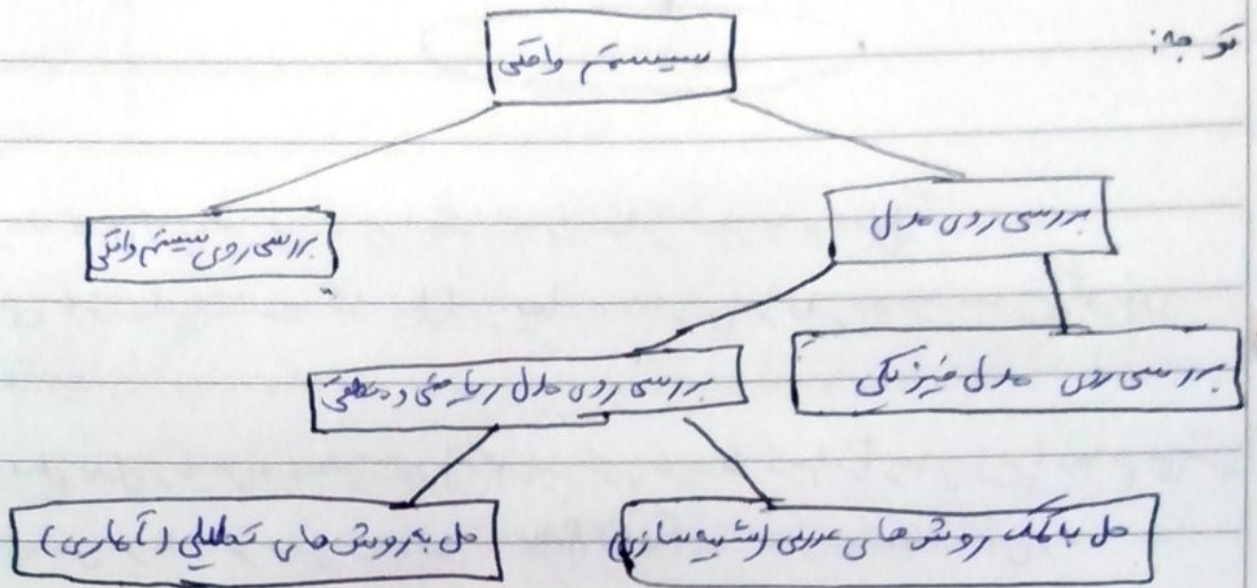 توجه:
سیستم واقعی
بررسی روی مدل
بررسی روی سیستم واقعی
بررسی روی مدل فیزیکی
بررسی روی مدل ریاضی و منطقی
حل با کمک روش های عددی (شبیه سازی)
حل به روش های تحلیلی (آماری)